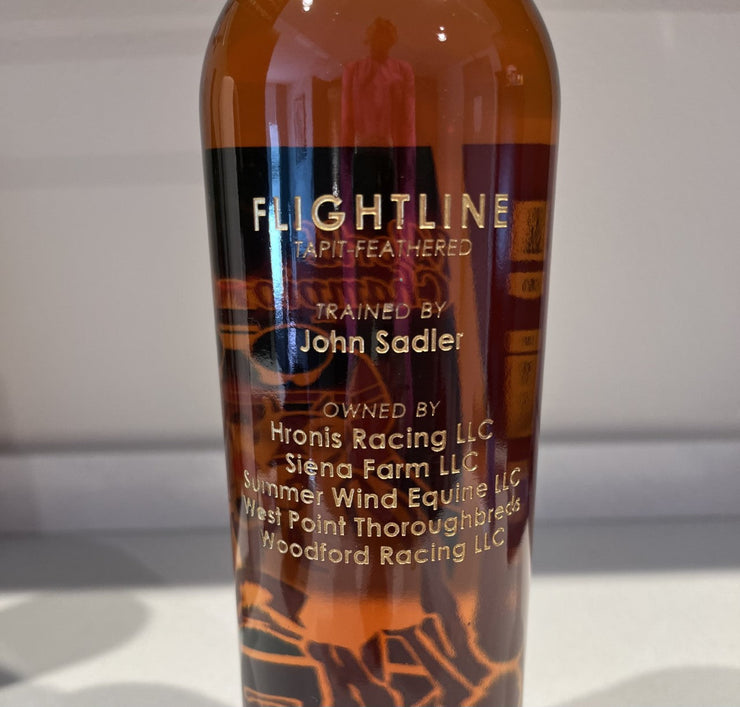 FLIGHTLINE
TAPIT-FEATHERED
TRAINED BY
John Sadler
OWNED BY
Hronis Racing LLC
Siena Farm LLC
Summer Wind Equine LLC
West Point Thoroughbreds
Woodford Racing LLC